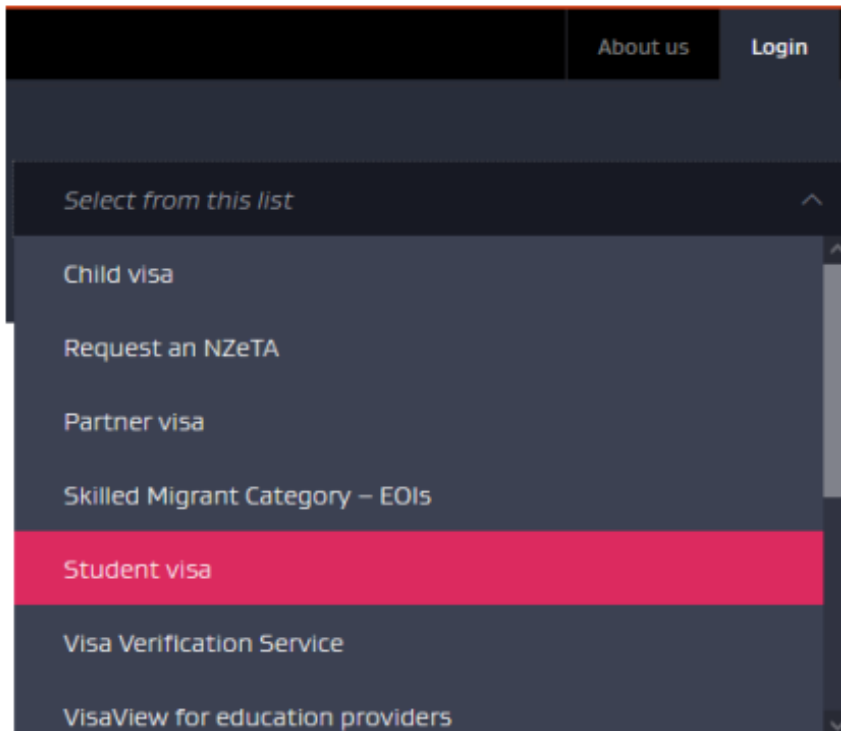 About us Login
Select from this list
Child visa
Request an NZeTA
Partner visa
Skilled Migrant Category – EOIs
Student visa
Visa Verification Service
VisaView for education providers